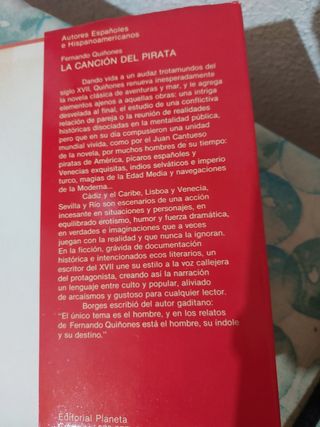 Autores Españoles
e Hispanoamericanos
Fernando Quiñones
LA CANCIÓN DEL PIRATA
Dando vida a un audaz trotamundos del
siglo XVII, Quiñones renueva inesperadamente
la novela clásica de aventuras y mar, y le agrega
elementos ajenos a aquellas obras: una intriga
desvelada al final, el estudio de una conflictiva
relación de pareja o la reunión de realidades
históricas disociadas en la mentalidad pública,
pero que en su día compusieron una unidad
mundial vivida, como por el Juan Cantueso
de la novela, por muchos hombres de su tiempo:
piratas de América, pícaros españoles y
Venecias exquisitas, indios selváticos e imperio
turco, magias de la Edad Media y navegaciones
de la Moderna...
Cádiz y el Caribe, Lisboa y Venecia,
Sevilla y Río son escenarios de una acción
incesante en situaciones y personajes, en
equilibrado erotismo, humor y fuerza dramática,
en verdades e imaginaciones que a veces
juegan con la realidad y que nunca la ignoran.
En la ficción, grávida de documentación
histórica e intencionados ecos literarios, un
escritor del XVII une su estilo a la voz callejera
del protagonista, creando así la narración
un lenguaje entre culto y popular, aliviado
de arcaísmos y gustoso para cualquier lector.
Borges escribió del autor gaditano:
"El único tema es el hombre, y en los relatos
de Fernando Quiñones está el hombre, su índole
y su destino."
Editorial Planeta